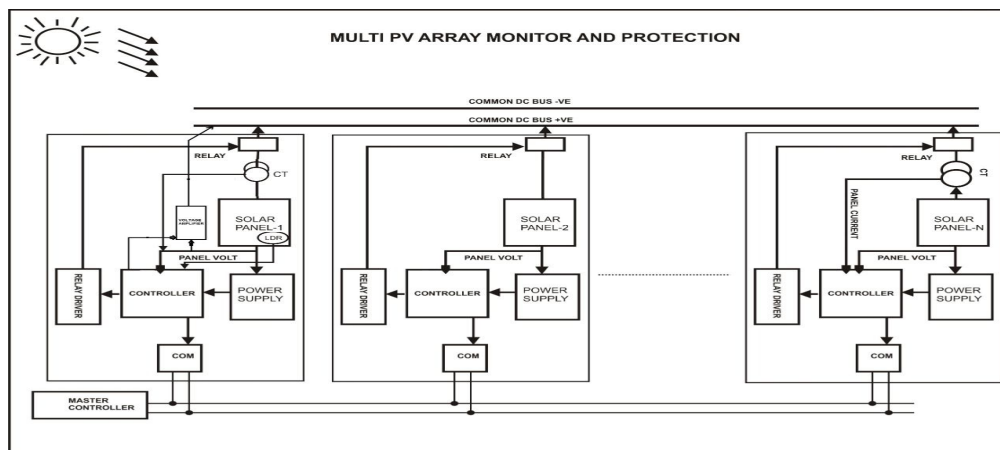 MULTI PV ARRAY MONITOR AND PROTECTION
COMMON DC BUS -VE
COMMON DC BUS +VE
RELAY
CT
VOLTAGE
AMPLIFIER
SOLAR
PANEL-1
LDR
PANEL VOLT
RELAY DRIVER
CONTROLLER
POWER
SUPPLY
COM
RELAY
SOLAR
PANEL-2
PANEL VOLT
RELAY DRIVER
CONTROLLER
POWER
SUPPLY
COM
RELAY
CT
PANEL CURRENT
SOLAR
PANEL-N
PANEL VOLT
RELAY DRIVER
CONTROLLER
POWER
SUPPLY
COM
MASTER
CONTROLLER